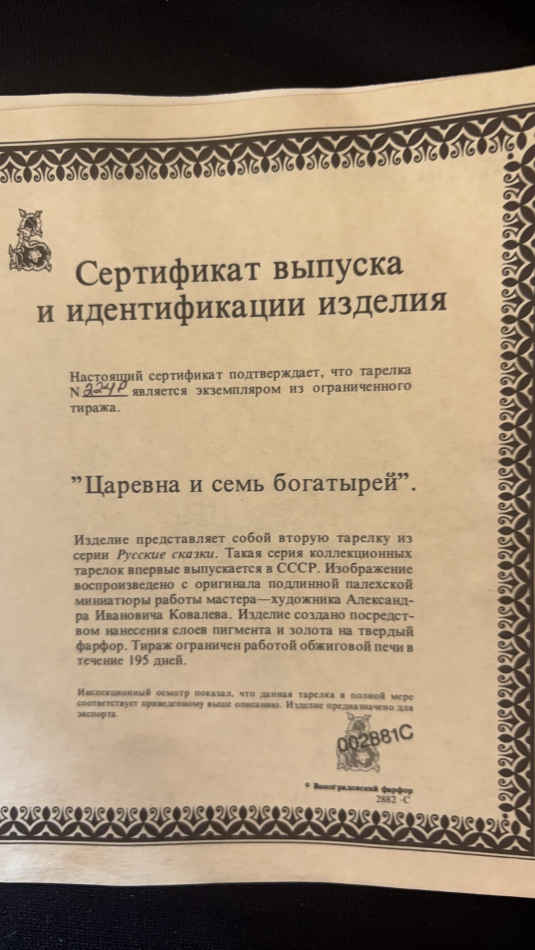 Сертификат выпуска
и идентификации изделия
Настоящий сертификат подтверждает, что тарелка
N является экземпляром из ограниченного
тиража.
"Царевна и семь богатырей".
Изделие представляет собой вторую тарелку из
серии Русские сказки. Такая серия коллекционных
тарелок впервые выпускается в СССР. Изображение
воспроизведено с оригинала подлинной палехской
миниатюры работы мастера—художника Александ-
ра Ивановича Ковалева. Изделие создано посредст-
вом нанесения слоев пигмента и золота на твердый
фарфор. Тираж ограничен работой обжиговой печи в
течение 195 дней.
Инспекционный осмотр показал, что данная тарелка в полной мере
соответствует приведенному выше описанию. Изделие предназначено для
экспорта.
002881C
© Виноградовский фарфор
2882 -C